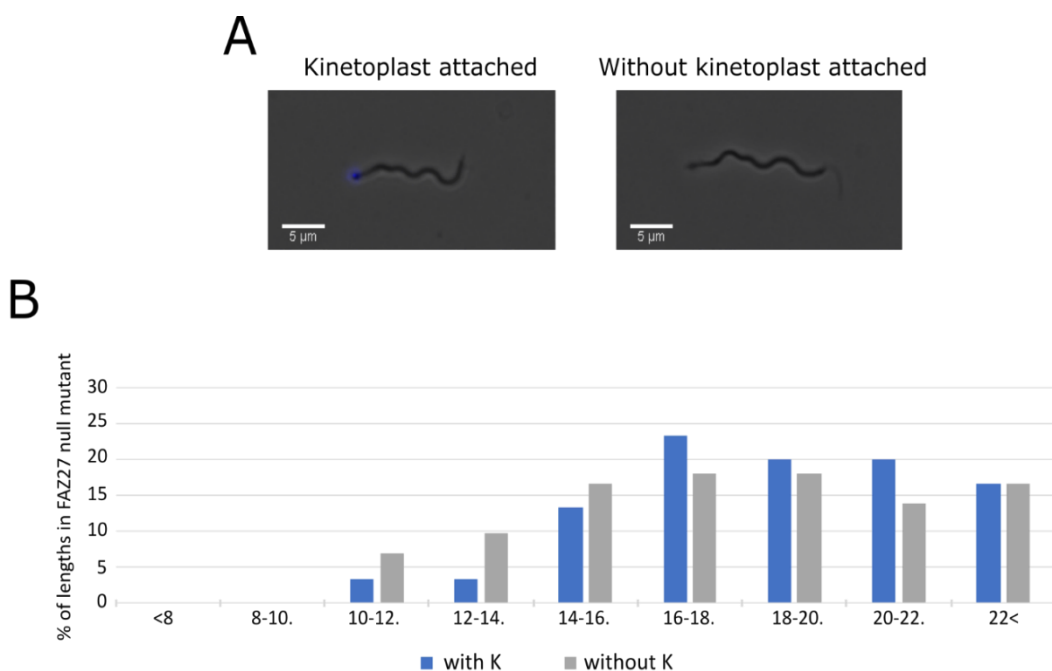 A
Kinetoplast attached
Without kinetoplast attached
5 µm
5 µm
B
% of lengths in FAZ27 null mutant
30
25
20
15
10
5
0
<8
8-10.
10-12.
12-14.
14-16.
16-18.
18-20.
20-22.
22<
with K
without K